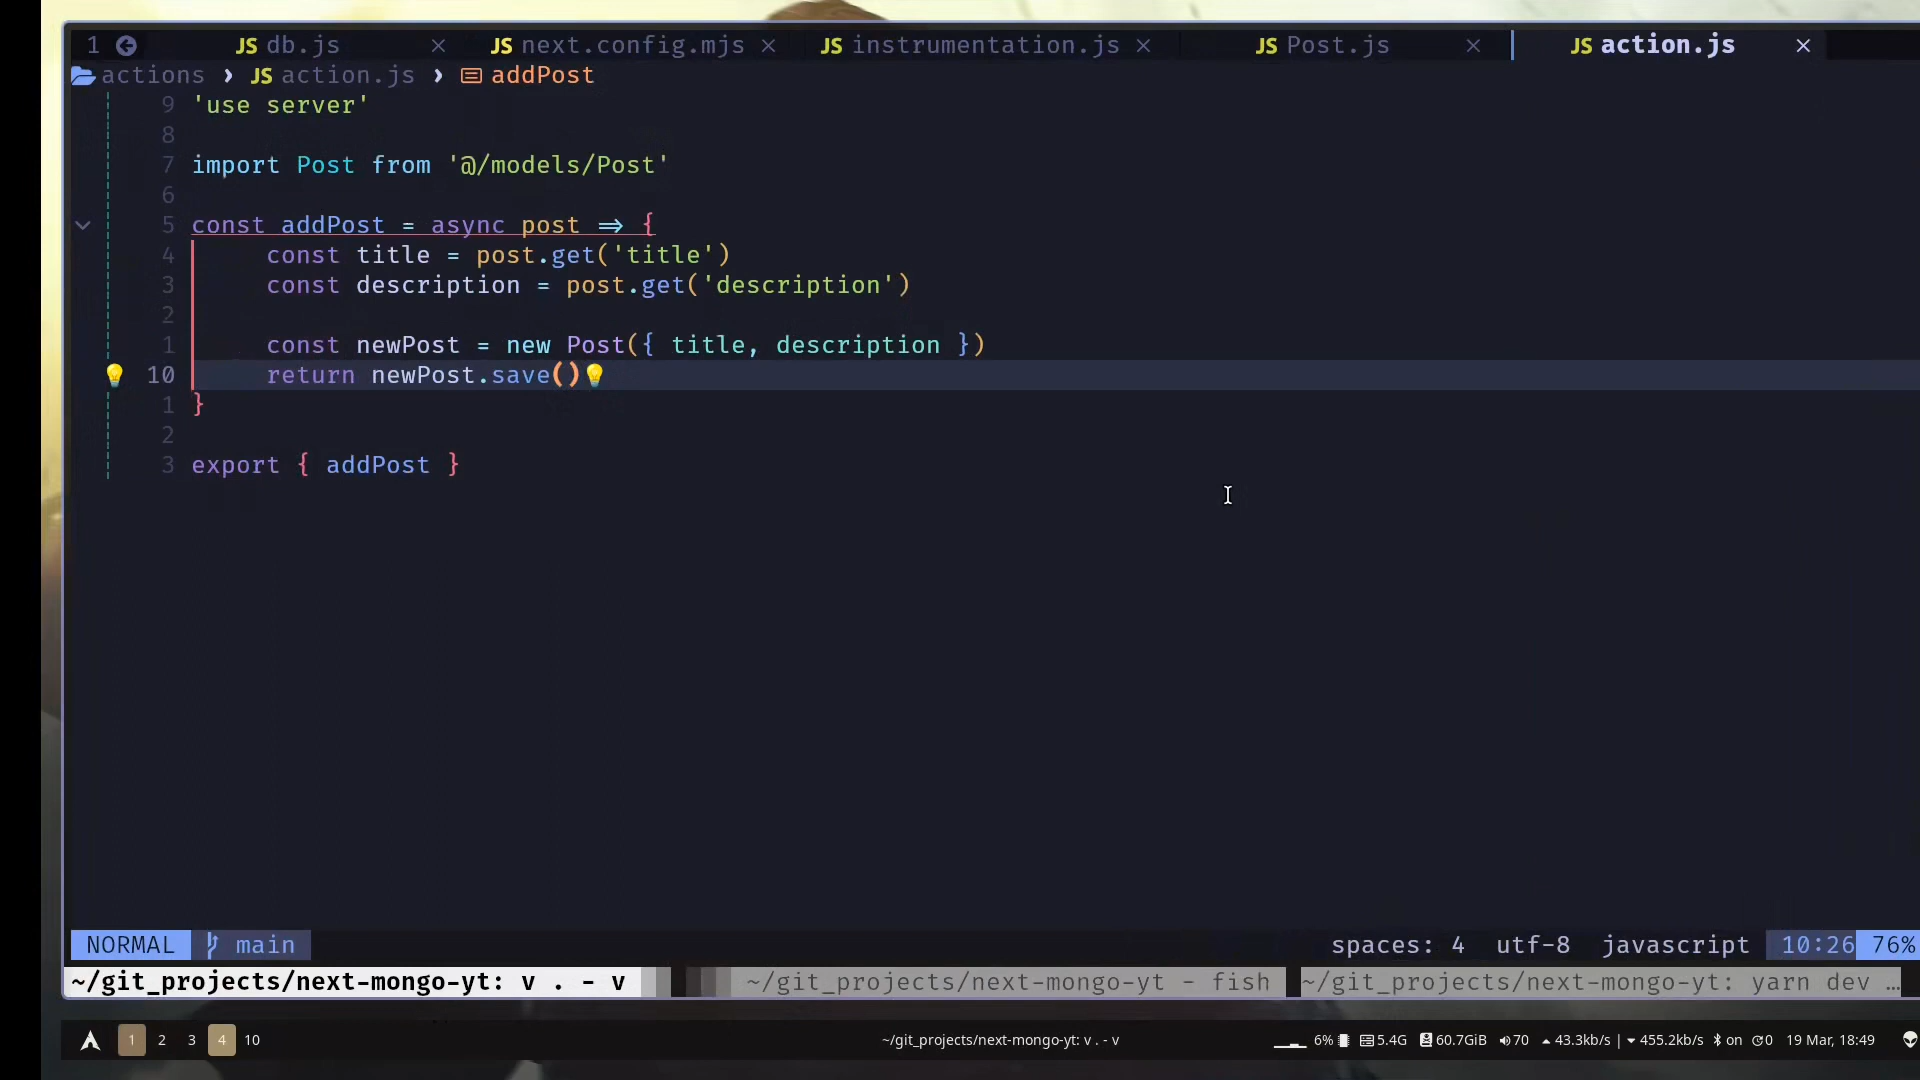 1 JS db.js × JS next.config.mjs × JS instrumentation.js × JS Post.js × JS action.js ×
actions › JS action.js › addPost
9 'use server'
8
7 import Post from '@/models/Post'
6
5 const addPost = async post => {
4 const title = post.get('title')
3 const description = post.get('description')
2
1 const newPost = new Post({ title, description })
10 return newPost.save()
1 }
2
3 export { addPost }
NORMAL main spaces: 4 utf-8 javascript 10:26 76%
~/git_projects/next-mongo-yt: v . - v ~/git_projects/next-mongo-yt - fish ~/git_projects/next-mongo-yt: yarn dev …
1 2 3 4 10 ~/git_projects/next-mongo-yt: v . - v 6% 5.4G 60.7GiB 70 43.3kb/s | 455.2kb/s on 0 19 Mar, 18:49